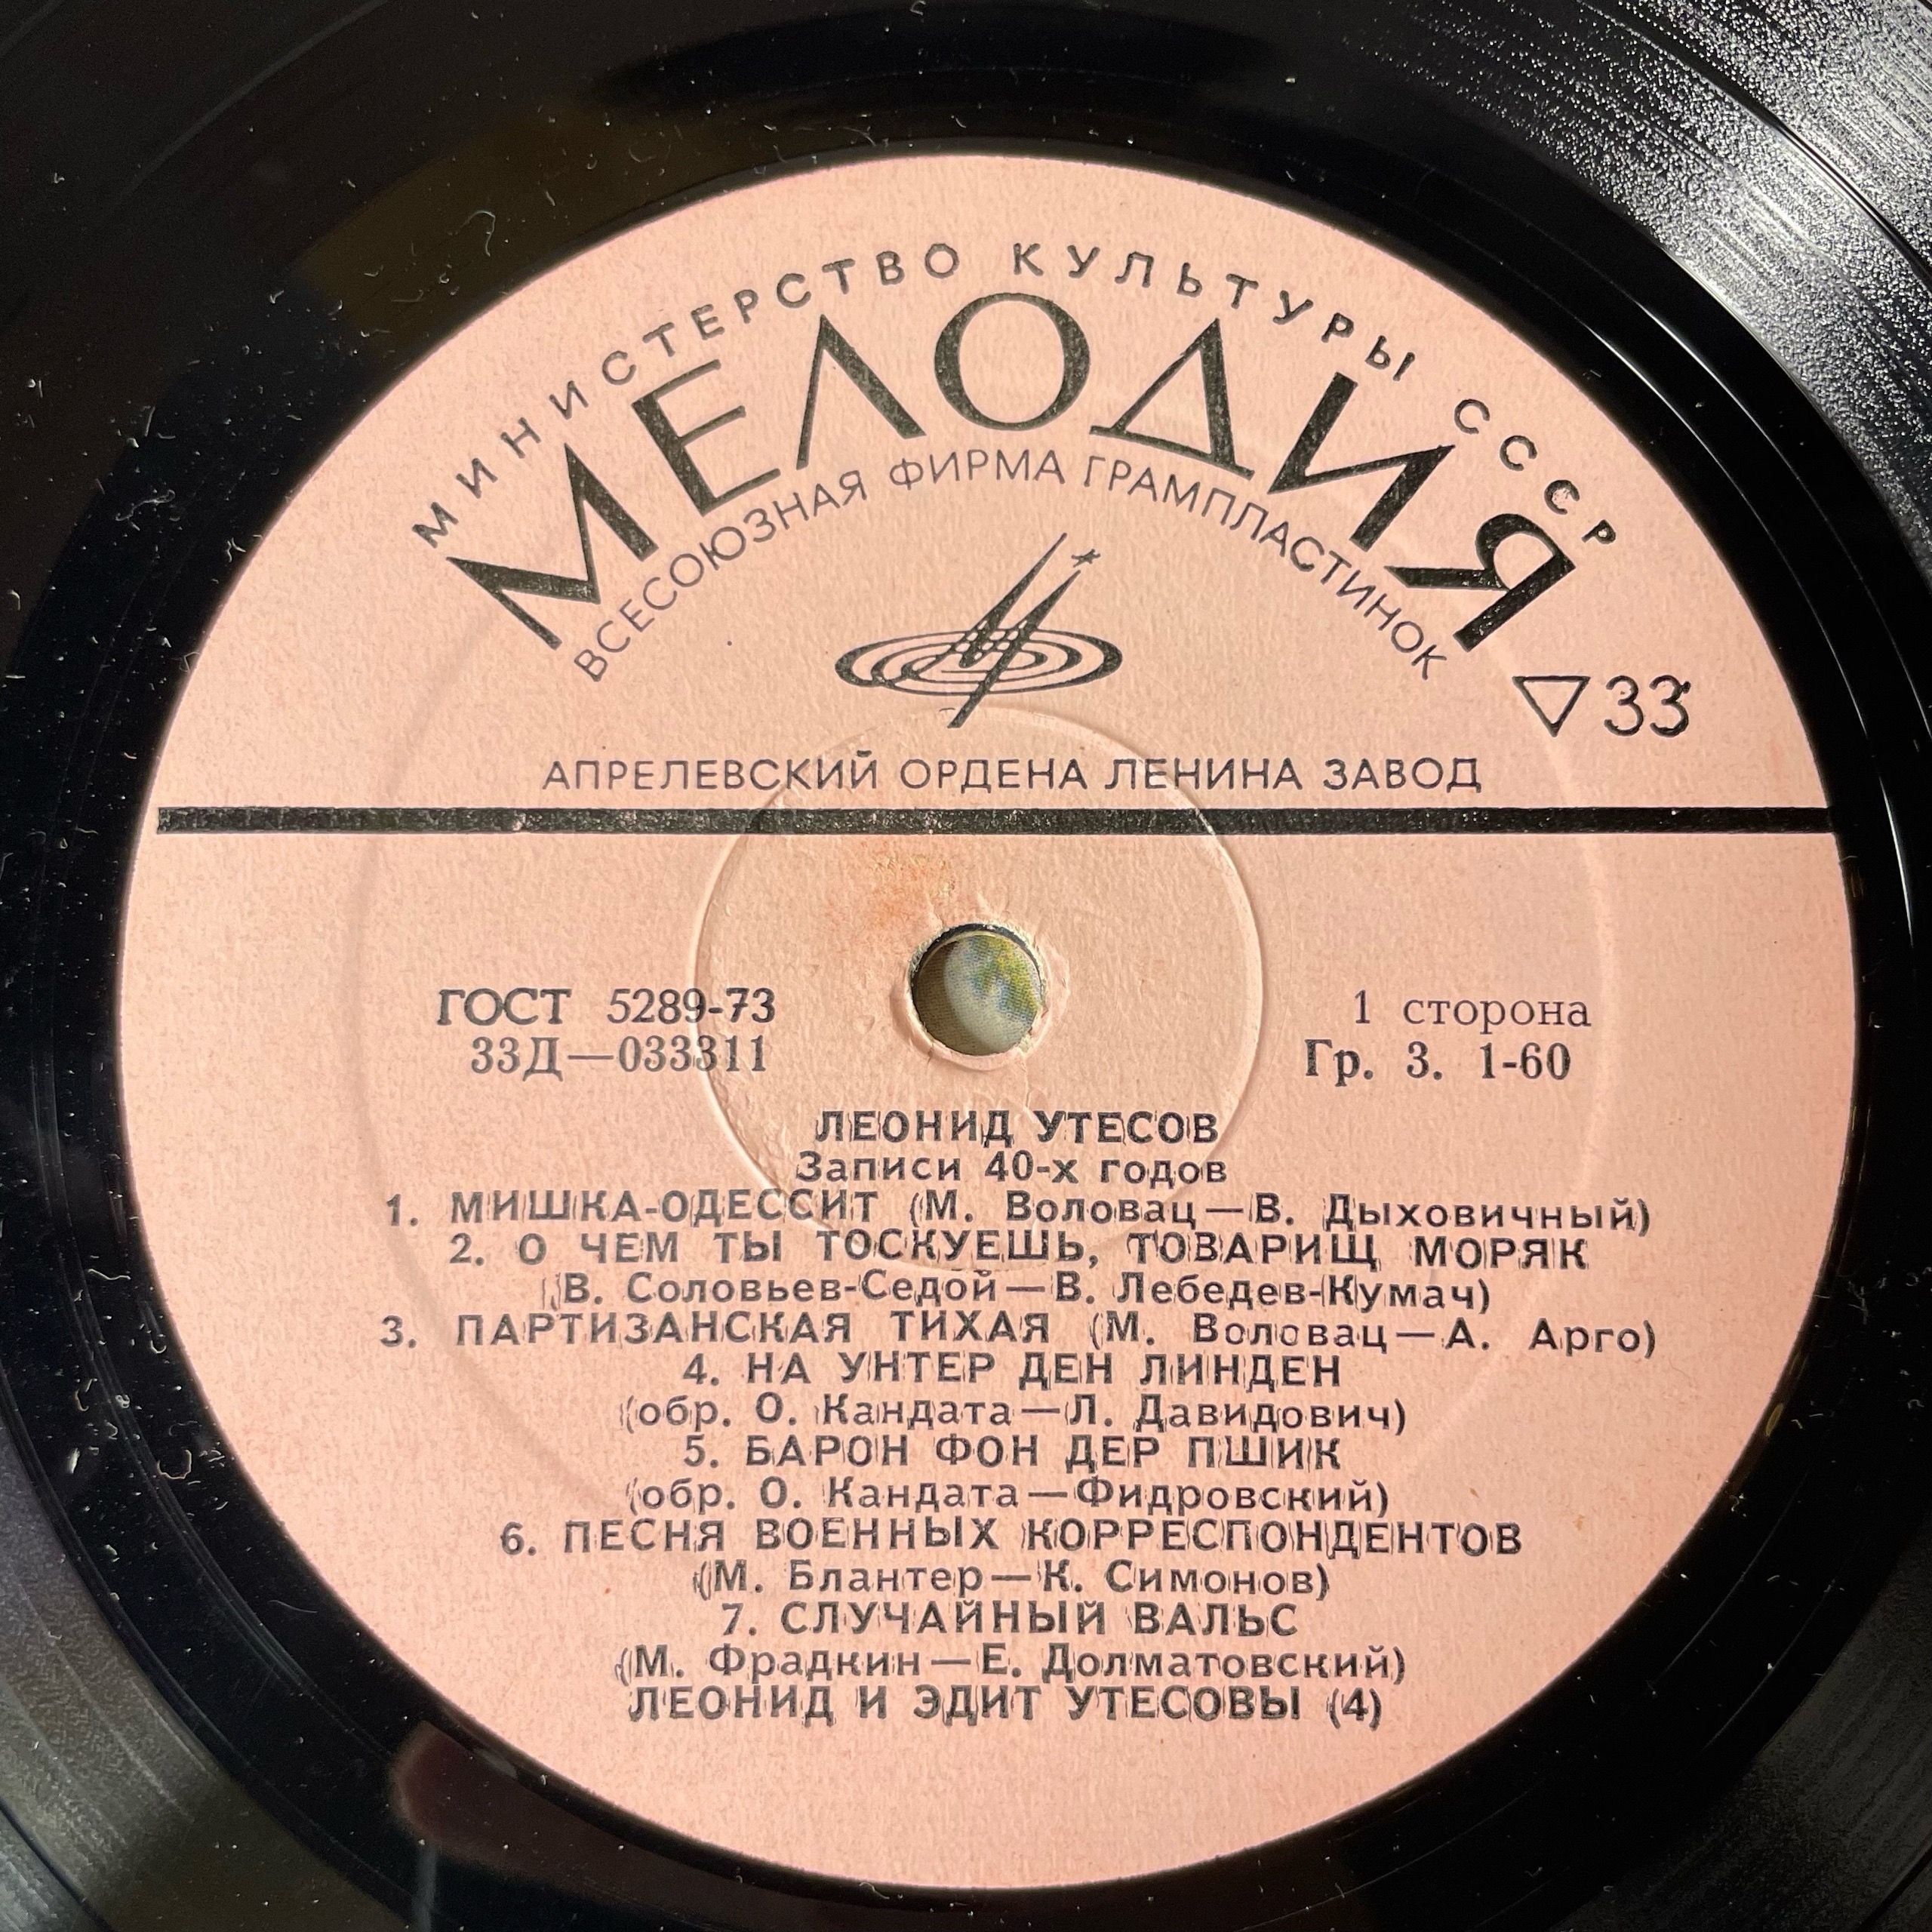 МИНИСТЕРСТВО КУЛЬТУРЫ СССР
МЕЛОДИЯ
ВСЕСОЮЗНАЯ ФИРМА ГРАМПЛАСТИНОК
▽33
АПРЕЛЕВСКИЙ ОРДЕНА ЛЕНИНА ЗАВОД
ГОСТ 5289-73
33Д—033311
1 сторона
Гр. 3. 1-60
ЛЕОНИД УТЕСОВ
Записи 40-х годов
1. МИШКА-ОДЕССИТ (М. Воловац—В. Дыховичный)
2. О ЧЕМ ТЫ ТОСКУЕШЬ, ТОВАРИЩ МОРЯК
(В. Соловьев-Седой—В. Лебедев-Кумач)
3. ПАРТИЗАНСКАЯ ТИХАЯ (М. Воловац—А. Арго)
4. НА УНТЕР ДЕН ЛИНДЕН
(обр. О. Кандата—Л. Давидович)
5. БАРОН ФОН ДЕР ПШИК
(обр. О. Кандата—Фидровский)
6. ПЕСНЯ ВОЕННЫХ КОРРЕСПОНДЕНТОВ
(М. Блантер—К. Симонов)
7. СЛУЧАЙНЫЙ ВАЛЬС
(М. Фрадкин—Е. Долматовский)
ЛЕОНИД И ЭДИТ УТЕСОВЫ (4)